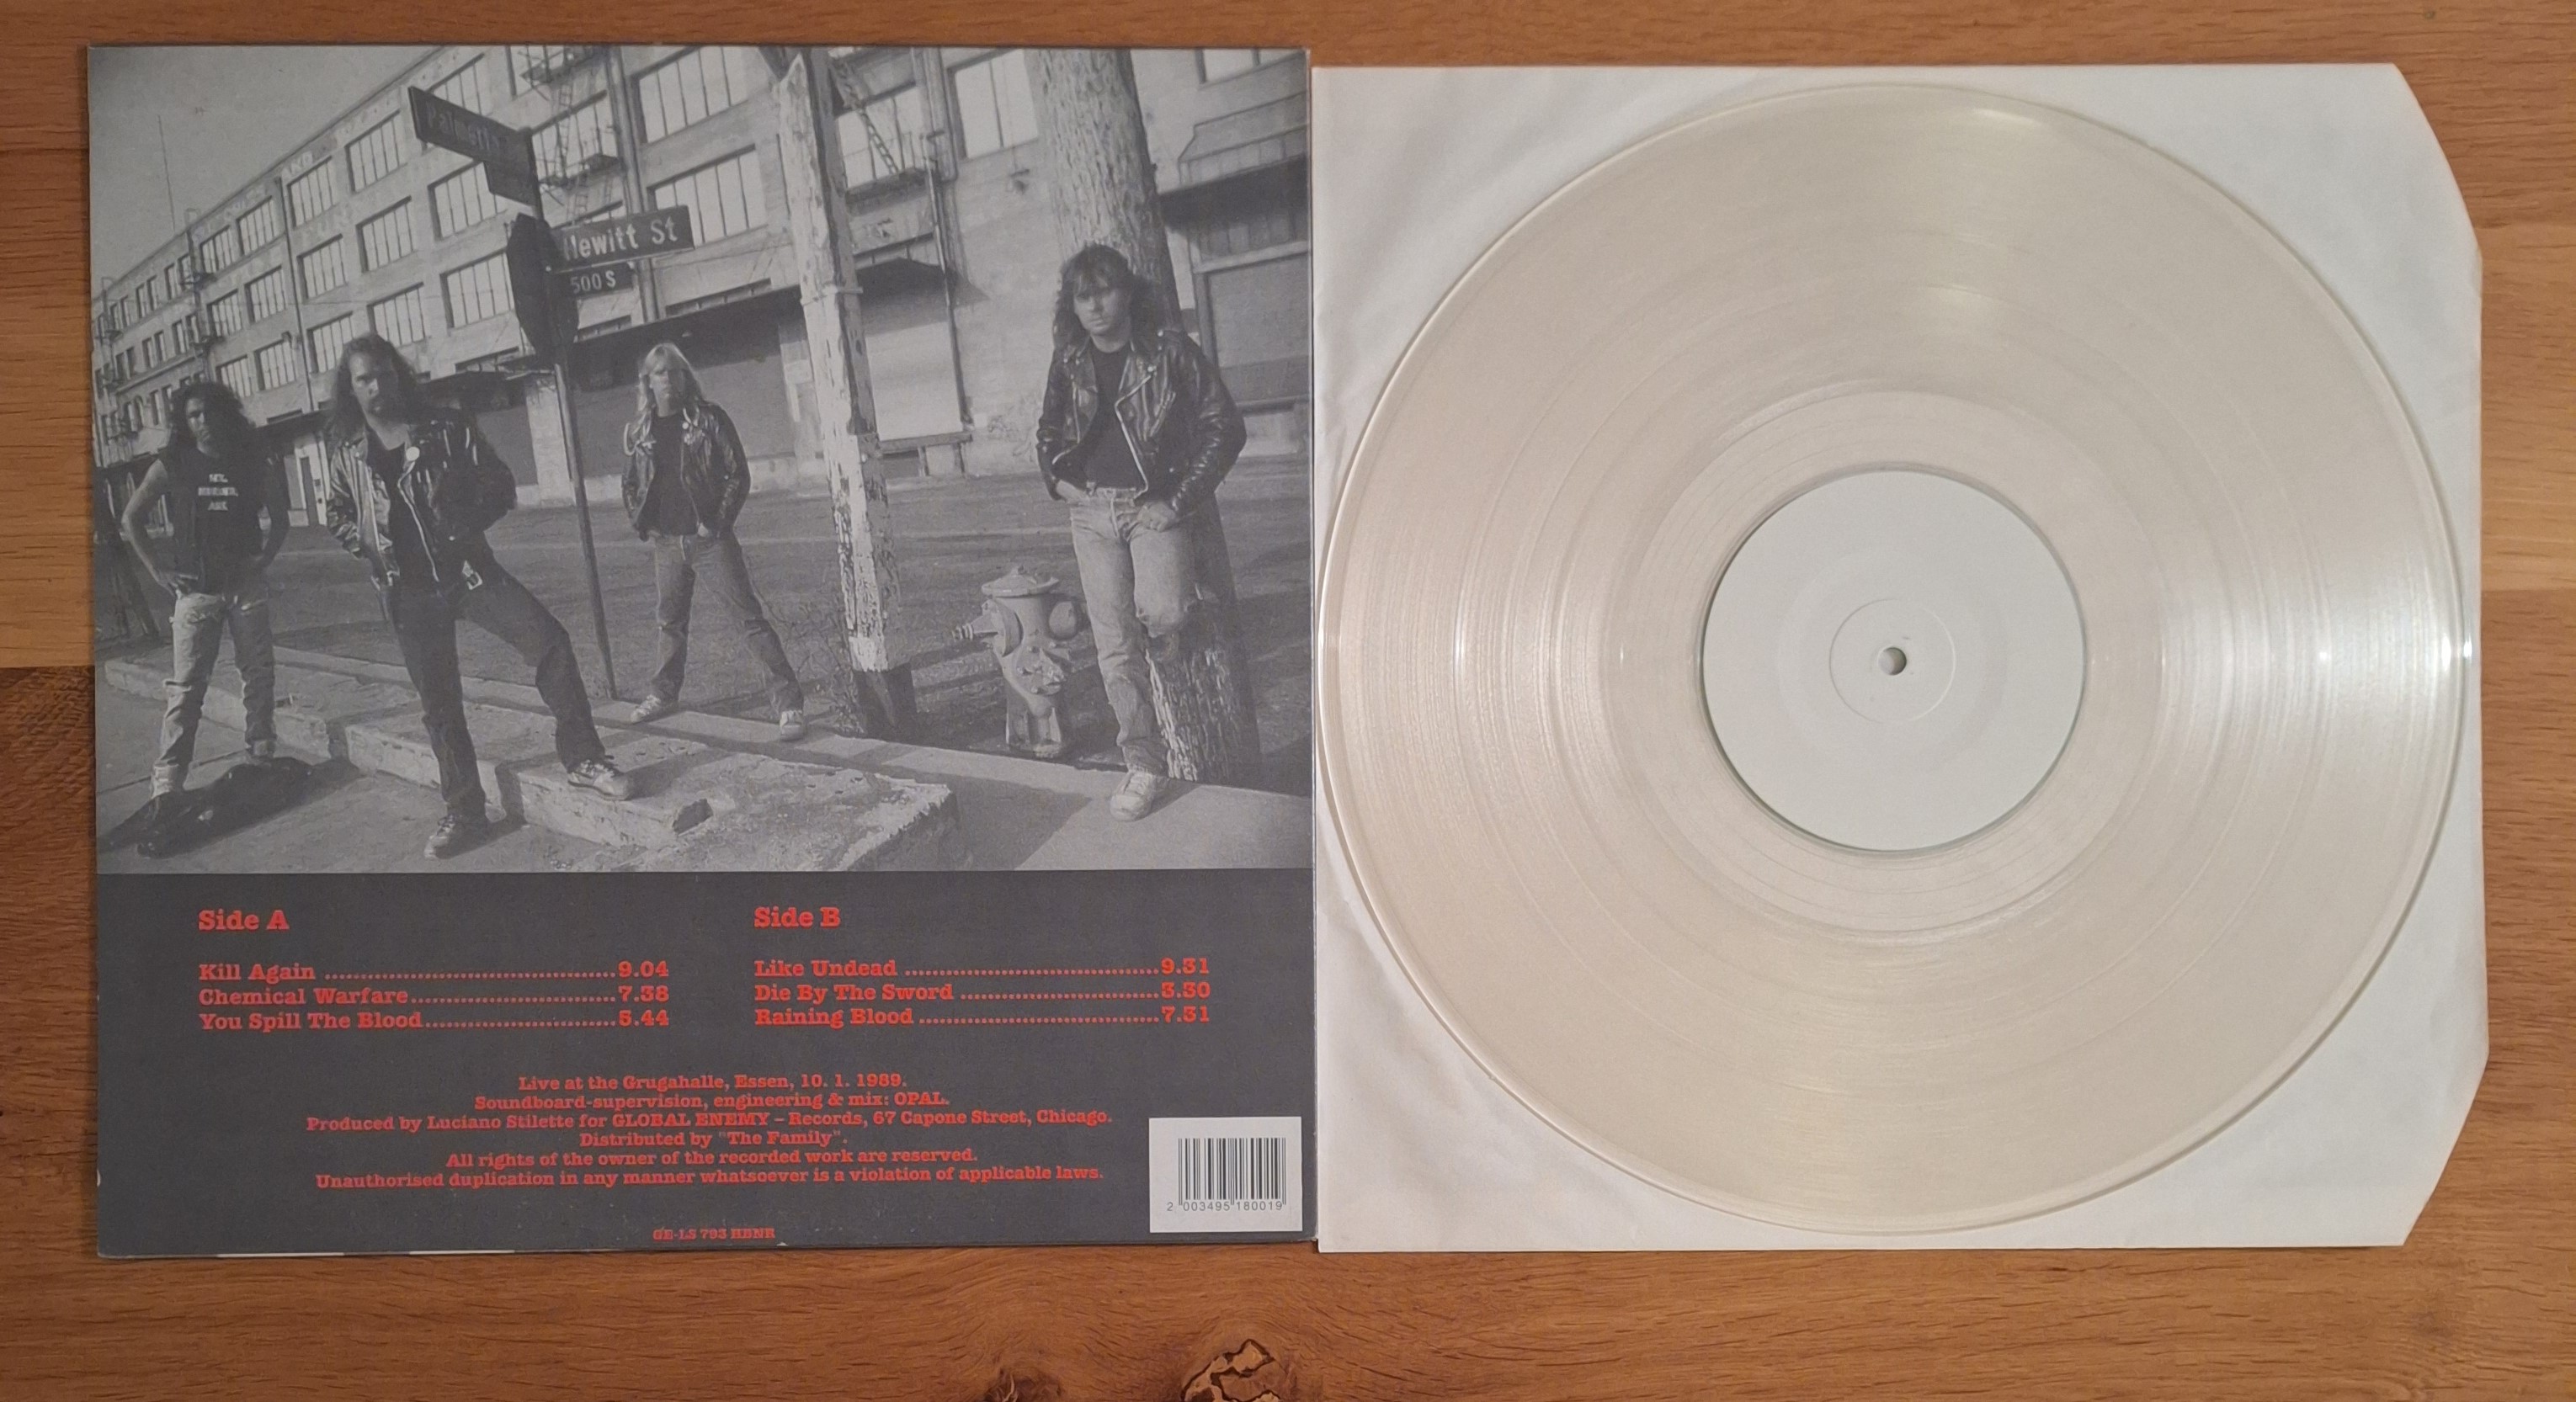 Palmetto
Hewitt St
500 S
Side A
Kill Again ........................................9.04
Chemical Warfare............................7.38
You Spill The Blood..........................5.44
Side B
Like Undead ...................................9.31
Die By The Sword ...........................3.30
Raining Blood .................................7.31
Live at the Grugahalle, Essen, 10. 1. 1989.
Soundboard-supervision, engineering & mix: OPAL.
Produced by Luciano Stilette for GLOBAL ENEMY – Records, 67 Capone Street, Chicago.
Distributed by "The Family".
All rights of the owner of the recorded work are reserved.
Unauthorised duplication in any manner whatsoever is a violation of applicable laws.
GE-LS 793 HBNR
2 003495 180019